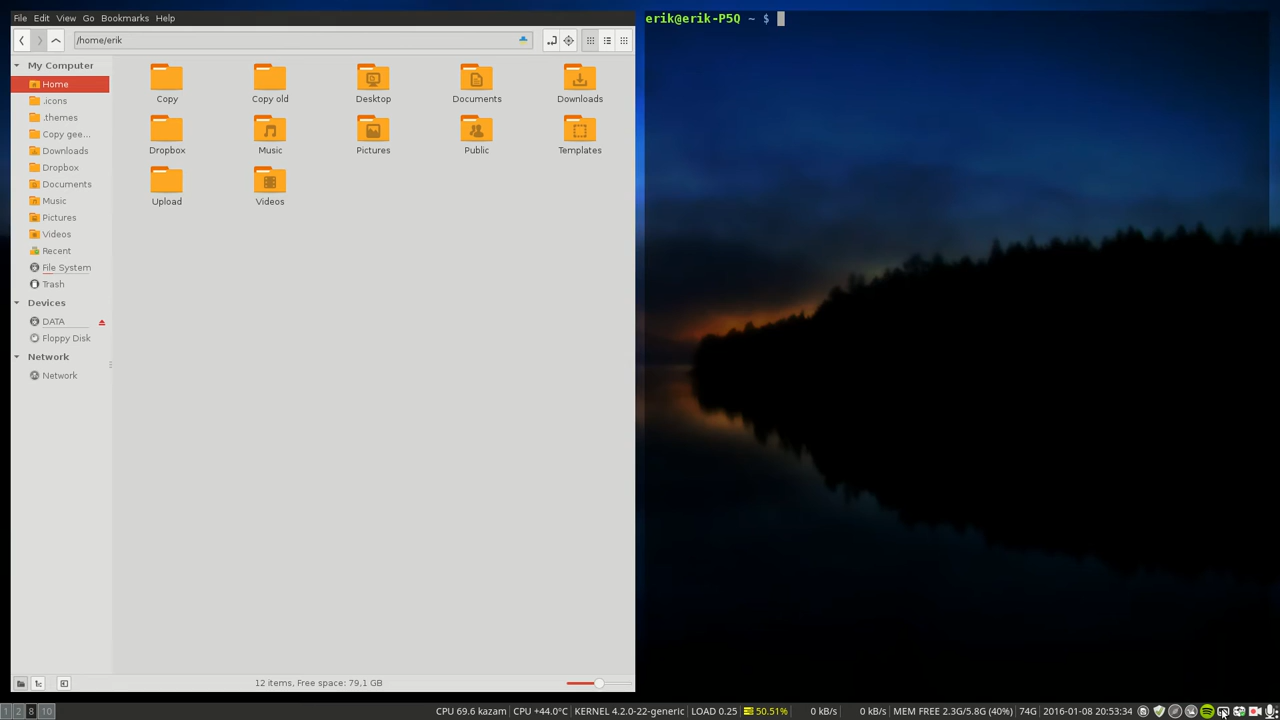 File Edit View Go Bookmarks Help
/home/erik
My Computer
Home
.icons
.themes
Copy gee...
Downloads
Dropbox
Documents
Music
Pictures
Videos
Recent
File System
Trash
Devices
DATA
Floppy Disk
Network
Network
Copy Copy old Desktop Documents Downloads
Dropbox Music Pictures Public Templates
Upload Videos
12 items, Free space: 79,1 GB
erik@erik-P5Q ~ $
1 2 8 10
CPU 69.6 kazam CPU +44.0°C KERNEL 4.2.0-22-generic LOAD 0.25 50.51% 0 kB/s 0 kB/s MEM FREE 2.3G/5.8G (40%) 74G 2016-01-08 20:53:34